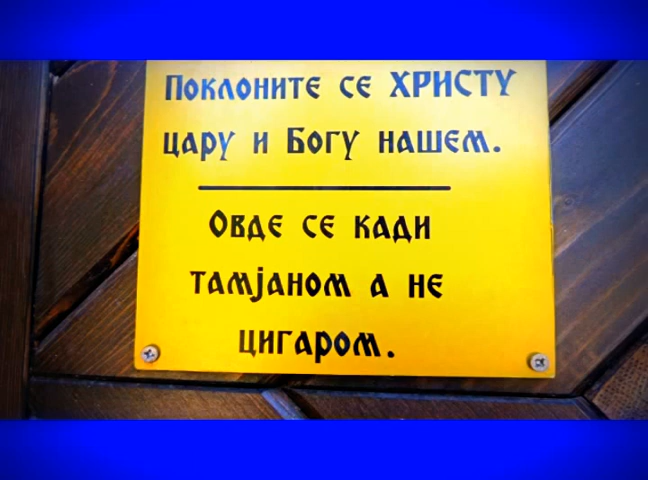 Поклоните се ХРИСТУ
цару и Богу нашем.
Овде се кади
тамјаном а не
цигаром.